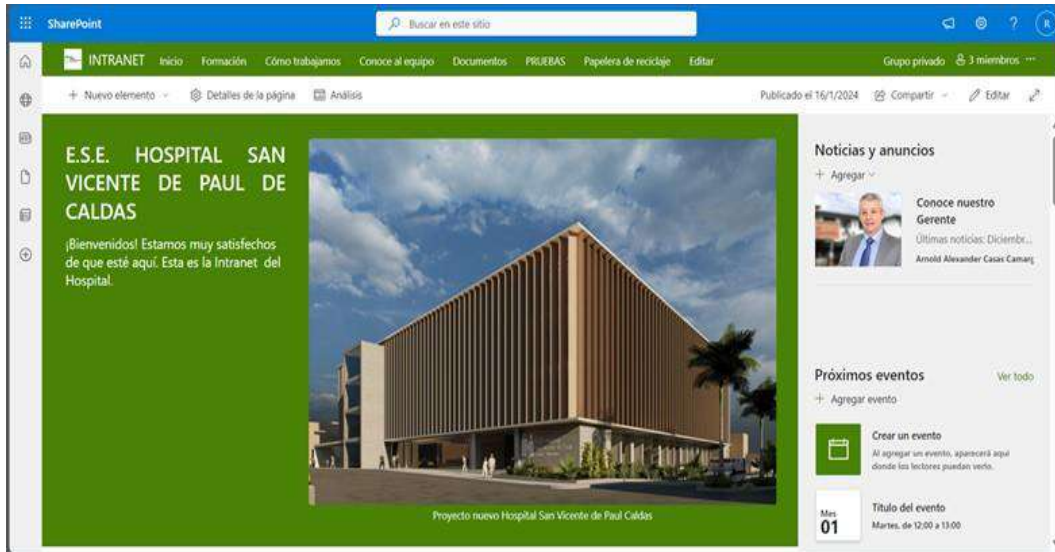 SharePoint
Buscar en este sitio
?
R
INTRANET Inicio Formación Cómo trabajamos Conoce al equipo Documentos PRUEBAS Papelera de reciclaje Editar
Grupo privado 3 miembros ...
+ Nuevo elemento Detalles de la página Análisis
Publicado el 16/1/2024 Compartir Editar
E.S.E. HOSPITAL SAN
VICENTE DE PAUL DE
CALDAS
¡Bienvenidos! Estamos muy satisfechos
de que esté aquí. Esta es la Intranet del
Hospital.
Proyecto nuevo Hospital San Vicente de Paul Caldas
Noticias y anuncios
+ Agregar
Conoce nuestro
Gerente
Últimas noticias: Diciembr...
Arnold Alexander Casas Camarg
Próximos eventos
Ver todo
+ Agregar evento
Crear un evento
Al agregar un evento, aparecerá aquí
donde los lectores puedan verlo.
Mes
01
Título del evento
Martes, de 12:00 a 13:00